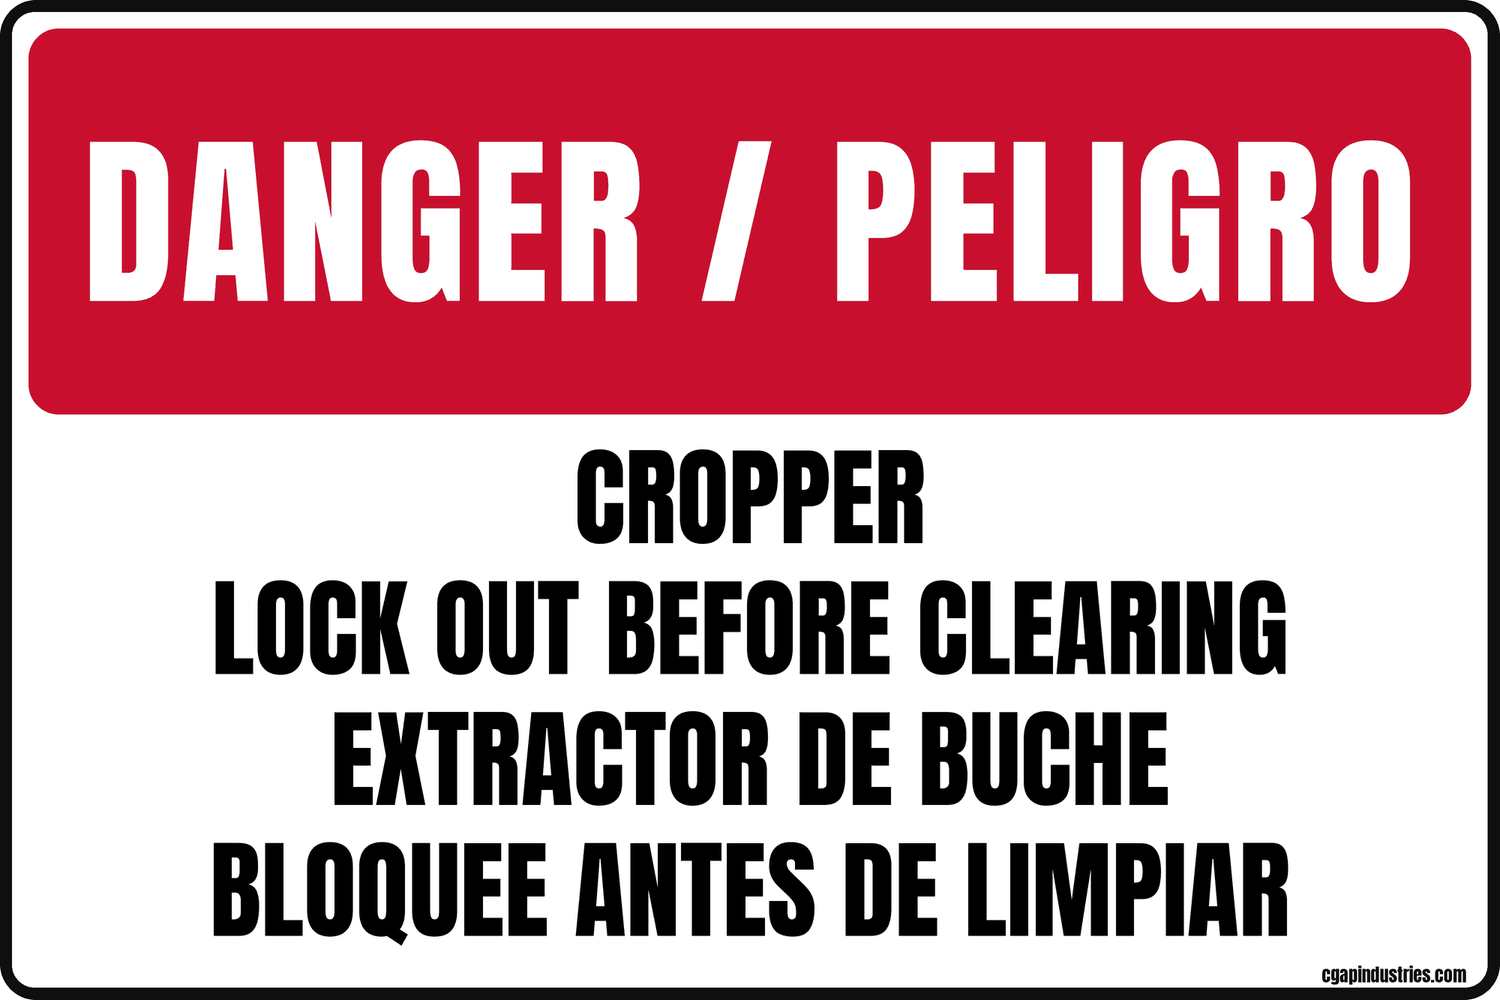 DANGER / PELIGRO
CROPPER
LOCK OUT BEFORE CLEARING
EXTRACTOR DE BUCHE
BLOQUEE ANTES DE LIMPIAR
cgapindustries.com